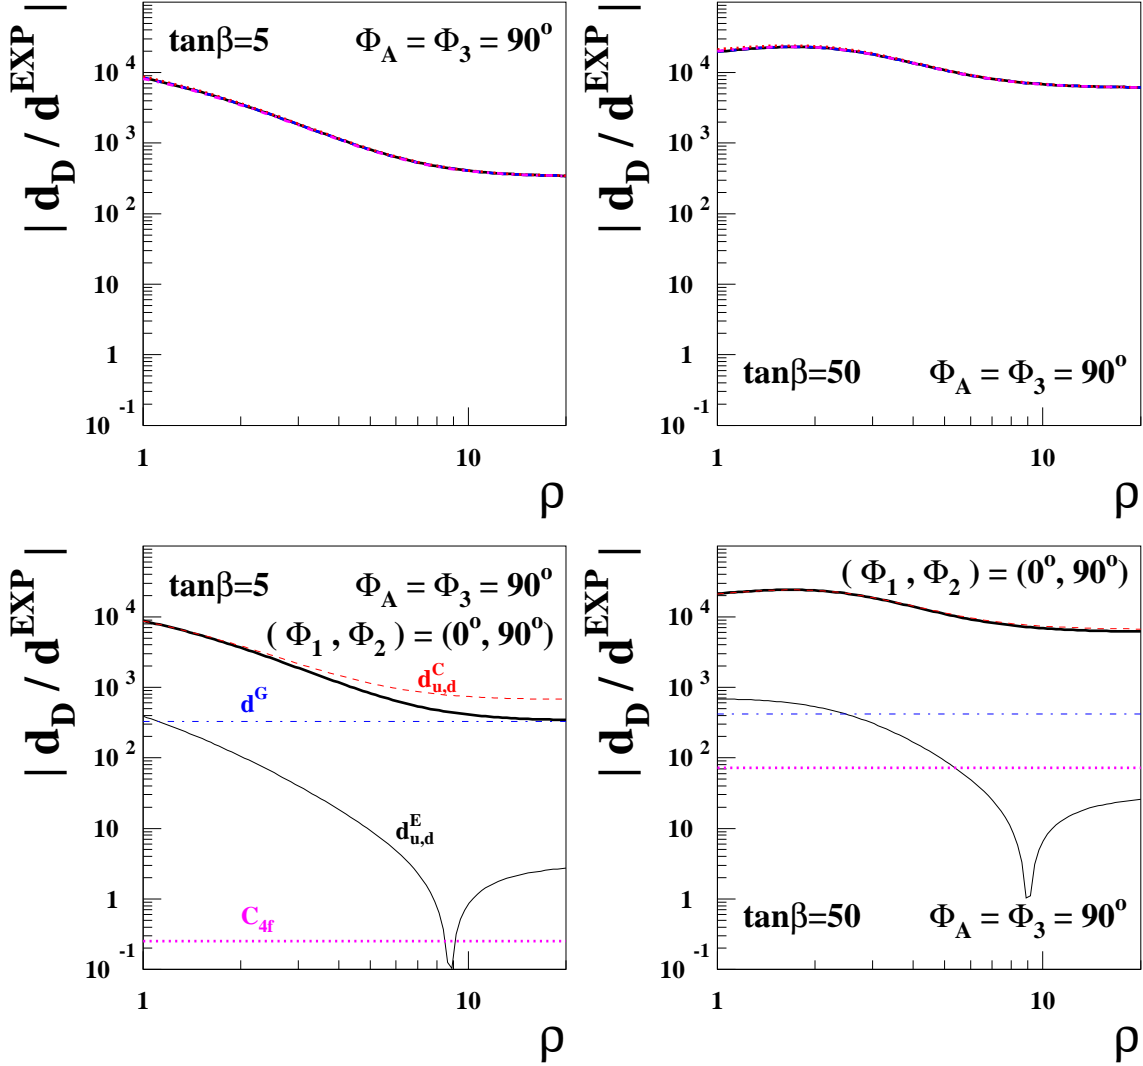 | d_D / d^EXP |
tanβ=5 Φ_A = Φ_3 = 90°
10^4
10^3
10^2
10
1
10^-1
1 10
ρ
| d_D / d^EXP |
10^4
10^3
10^2
10
1
tanβ=50 Φ_A = Φ_3 = 90°
10^-1
1 10
ρ
| d_D / d^EXP |
tanβ=5 Φ_A = Φ_3 = 90°
( Φ_1 , Φ_2 ) = (0°, 90°)
10^4
d^C_u,d
d^G
10^3
10^2
10
d^E_u,d
1
C_4f
10^-1
1 10
ρ
| d_D / d^EXP |
( Φ_1 , Φ_2 ) = (0°, 90°)
10^4
10^3
10^2
10
1
tanβ=50 Φ_A = Φ_3 = 90°
10^-1
1 10
ρ